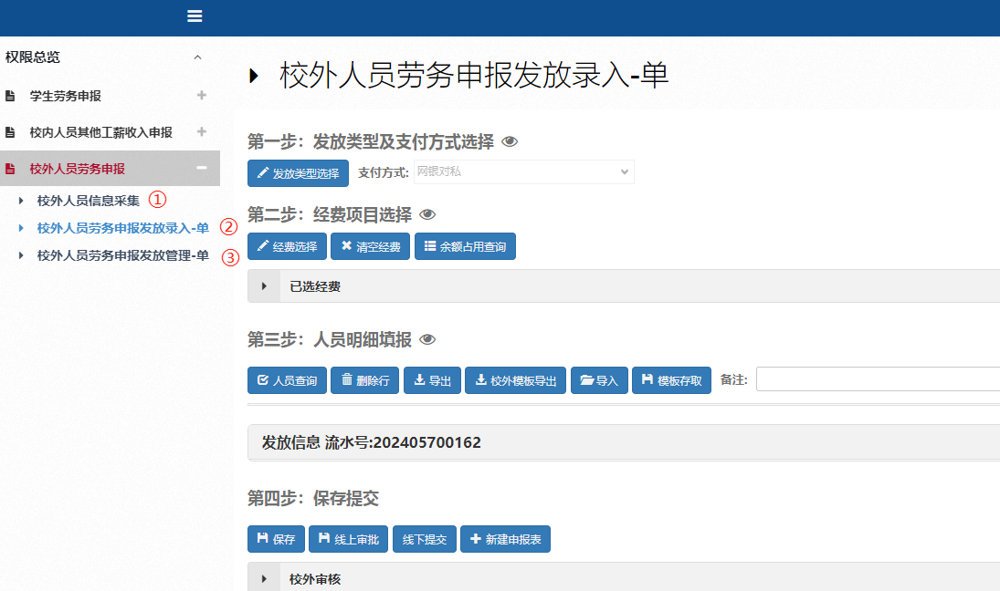 权限总览
学生劳务申报
校内人员其他工薪收入申报
校外人员劳务申报
校外人员信息采集 ①
校外人员劳务申报发放录入-单 ②
校外人员劳务申报发放管理-单 ③
校外人员劳务申报发放录入-单
第一步：发放类型及支付方式选择
发放类型选择 支付方式: 网银对私
第二步：经费项目选择
经费选择 清空经费 余额占用查询
已选经费
第三步：人员明细填报
人员查询 删除行 导出 校外模板导出 导入 模板存取 备注:
发放信息 流水号:202405700162
第四步：保存提交
保存 线上审批 线下提交 新建申报表
校外审核